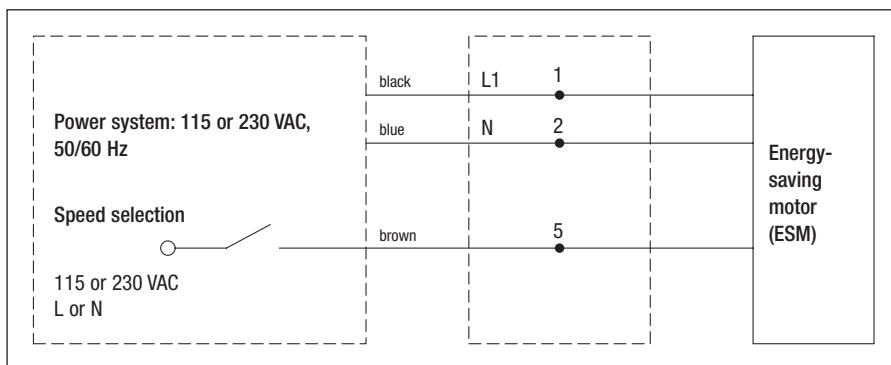 black
L1
1
Power system: 115 or 230 VAC,
50/60 Hz
blue
N
2
Energy-
saving
motor
(ESM)
Speed selection
brown
5
115 or 230 VAC
L or N